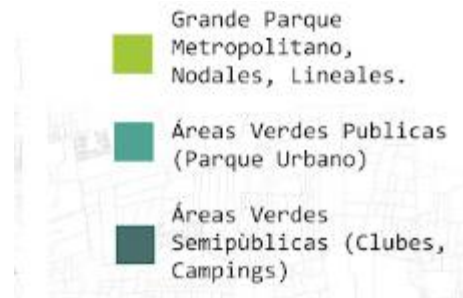 Grande Parque
Metropolitano,
Nodales, Lineales.
Áreas Verdes Publicas
(Parque Urbano)
Áreas Verdes
Semipùblicas (Clubes,
Campings)